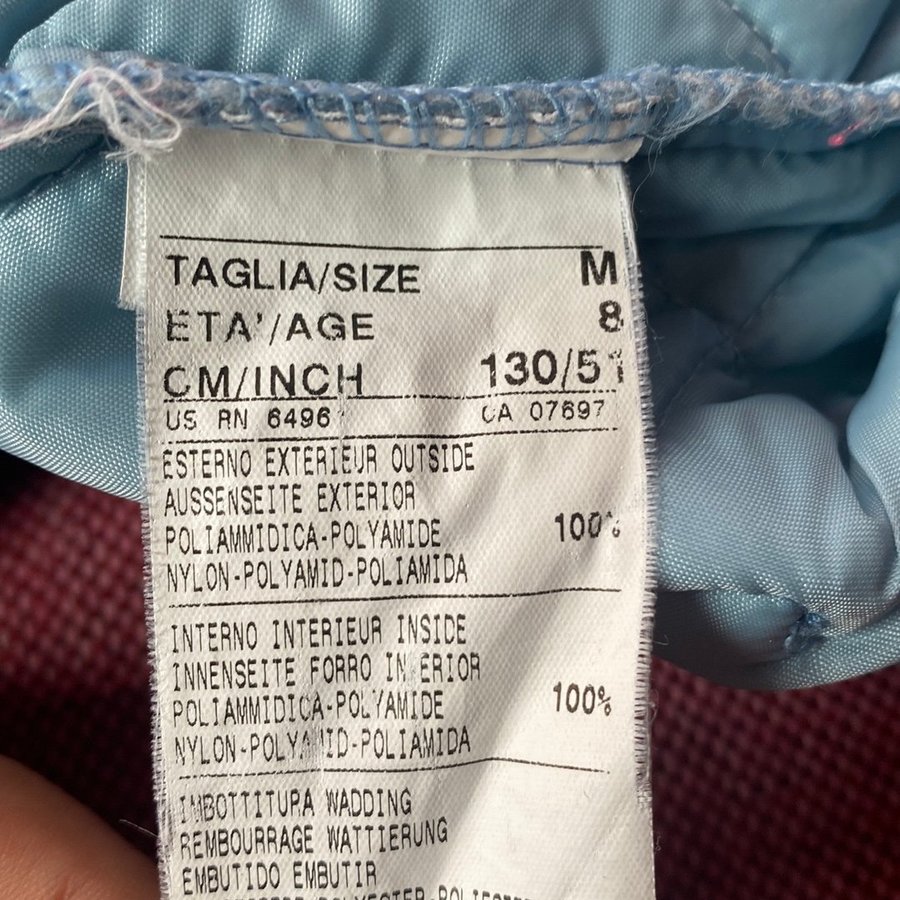 TAGLIA/SIZE M
ETA'/AGE 8
CM/INCH 130/51
US RN 6496 CA 07697
ESTERNO EXTERIEUR OUTSIDE
AUSSENSEITE EXTERIOR
POLIAMMIDICA-POLYAMIDE 100%
NYLON-POLYAMID-POLIAMIDA
INTERNO INTERIEUR INSIDE
INNENSEITE FORRO INTERIOR
POLIAMMIDICA-POLYAMIDE 100%
NYLON-POLYAMID-POLIAMIDA
IMBOTTITURA WADDING
REMBOURRAGE WATTIERUNG
EMBUTIDO EMBUTIR